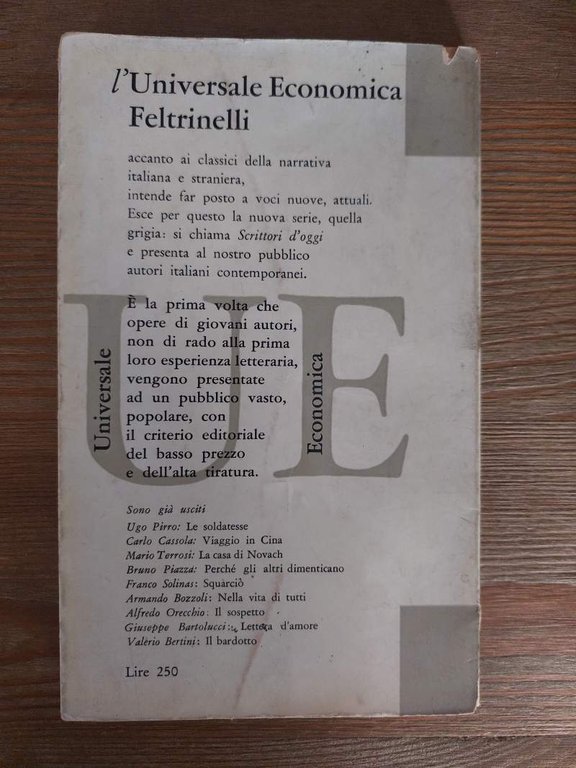 l'Universale Economica
Feltrinelli
accanto ai classici della narrativa
italiana e straniera,
intende far posto a voci nuove, attuali.
Esce per questo la nuova serie, quella
grigia: si chiama Scrittori d'oggi
e presenta al nostro pubblico
autori italiani contemporanei.
UE
Universale
Economica
È la prima volta che
opere di giovani autori,
non di rado alla prima
loro esperienza letteraria,
vengono presentate
ad un pubblico vasto,
popolare, con
il criterio editoriale
del basso prezzo
e dell'alta tiratura.
Sono già usciti
Ugo Pirro: Le soldatesse
Carlo Cassola: Viaggio in Cina
Mario Terrosi: La casa di Novach
Bruno Piazza: Perché gli altri dimenticano
Franco Solinas: Squarciò
Armando Bozzoli: Nella vita di tutti
Alfredo Orecchio: Il sospetto
Giuseppe Bartolucci: Lettera d'amore
Valerio Bertini: Il bardotto
Lire 250